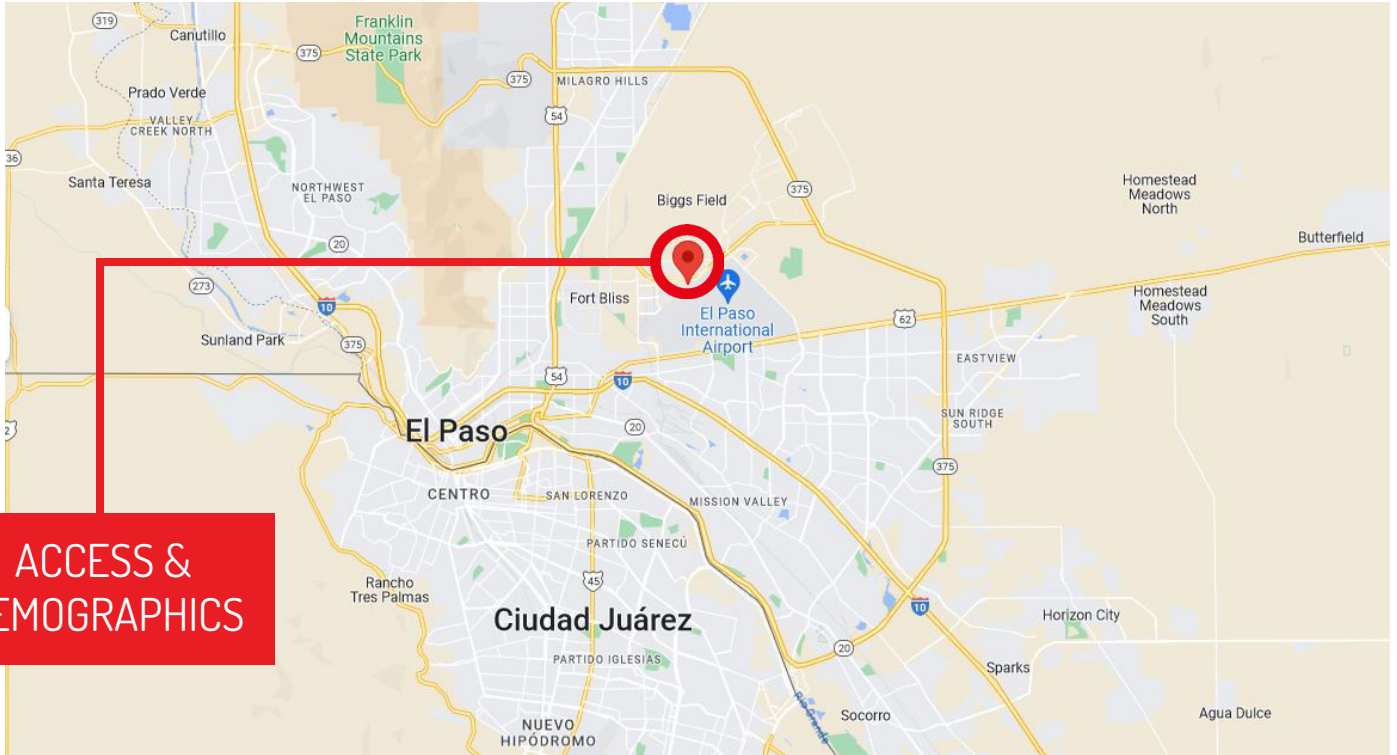 319
Canutillo
Franklin
Mountains
State Park
375
375
MILAGRO HILLS
Prado Verde
VALLEY
CREEK NORTH
54
36
Santa Teresa
NORTHWEST
EL PASO
Biggs Field
375
Homestead
Meadows
North
20
Butterfield
273
10
Fort Bliss
El Paso
International
Airport
62
Homestead
Meadows
South
Sunland Park
375
54
10
EASTVIEW
El Paso
20
SUN RIDGE
SOUTH
2
375
CENTRO
SAN LORENZO
MISSION VALLEY
PARTIDO SENECÚ
ACCESS &
EMOGRAPHICS
Rancho
Tres Palmas
45
10
Ciudad Juárez
Horizon City
20
PARTIDO IGLESIAS
Sparks
Rio Grande
Socorro
Agua Dulce
NUEVO
HIPÓDROMO